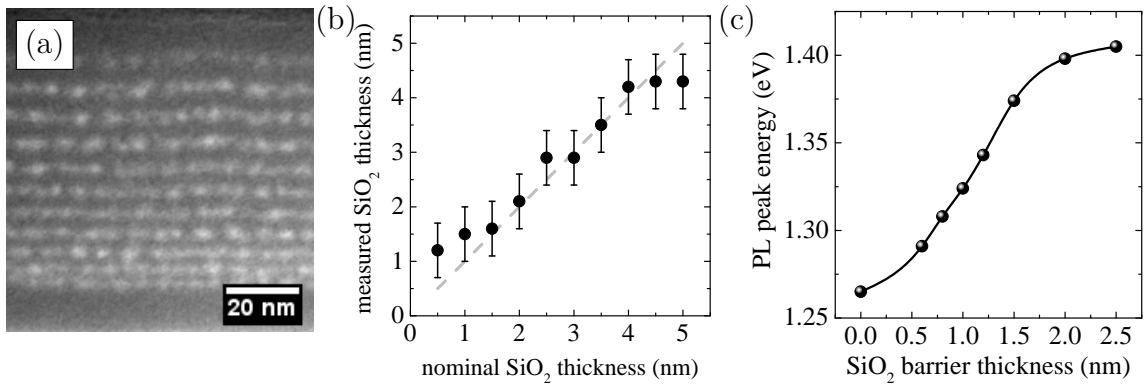 (a)
20 nm
(b)
measured SiO₂ thickness (nm)
5
4
3
2
1
0
0 1 2 3 4 5
nominal SiO₂ thickness (nm)
(c)
PL peak energy (eV)
1.40
1.35
1.30
1.25
0.0 0.5 1.0 1.5 2.0 2.5
SiO₂ barrier thickness (nm)